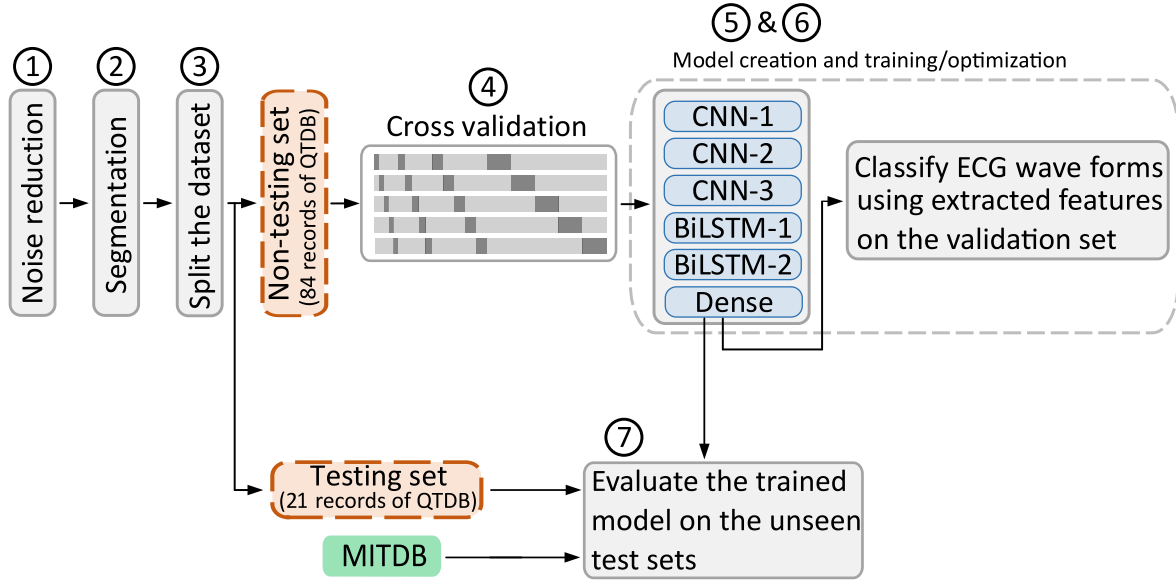 1
Noise reduction
2
Segmentation
3
Split the dataset
Non-testing set
(84 records of QTDB)
4
Cross validation
5 & 6
Model creation and training/optimization
CNN-1
CNN-2
CNN-3
BiLSTM-1
BiLSTM-2
Dense
Classify ECG wave forms
using extracted features
on the validation set
Testing set
(21 records of QTDB)
MITDB
7
Evaluate the trained
model on the unseen
test sets